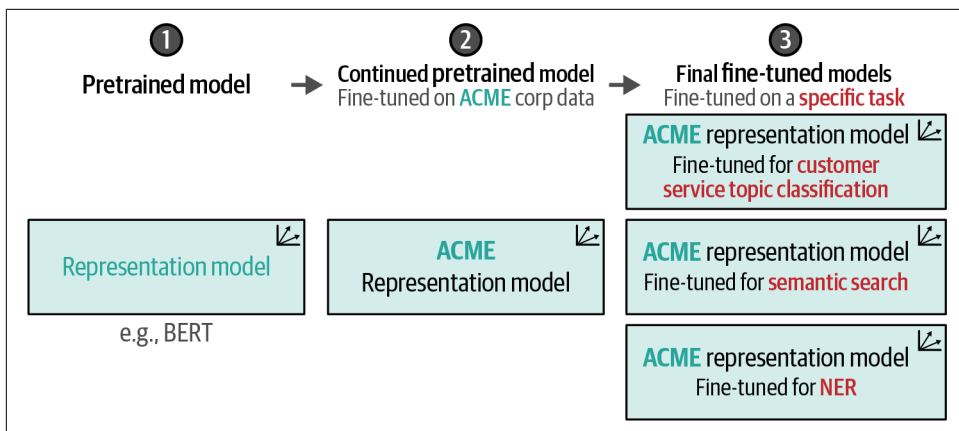 1
Pretrained model
2
Continued pretrained model
Fine-tuned on ACME corp data
3
Final fine-tuned models
Fine-tuned on a specific task
Representation model
e.g., BERT
ACME
Representation model
ACME representation model
Fine-tuned for customer
service topic classification
ACME representation model
Fine-tuned for semantic search
ACME representation model
Fine-tuned for NER